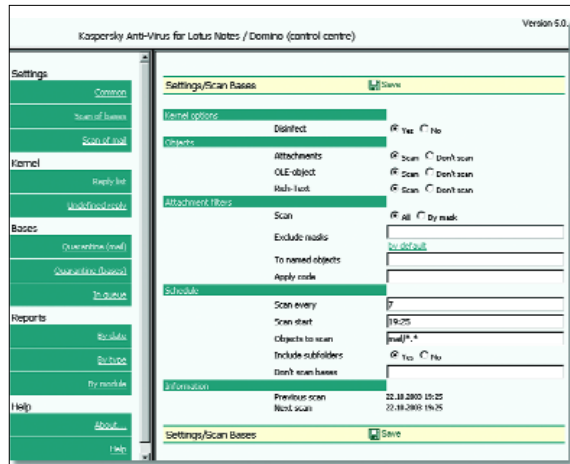 Version 5.0.
Kaspersky Anti-Virus for Lotus Notes / Domino (control centre)
Settings
Common
Scan of bases
Scan of mail
Kernel
Reply list
Undefined reply
Bases
Quarantine (mail)
Quarantine (bases)
In queue
Reports
By date
By type
By module
Help
About...
Help
Settings/Scan Bases Save
Kernel options
Disinfect Yes No
Objects
Attachments Scan Don't scan
OLE-object Scan Don't scan
Rich-Text Scan Don't scan
Attachment filters
Scan All By mask
Exclude masks
by default
To named objects
Apply code
Schedule
Scan every 7
Scan start 19:25
Objects to scan mail/*.*
Include subfolders Yes No
Don't scan bases
Information
Previous scan 22.10.2003 19:25
Next scan 22.10.2003 19:25
Settings/Scan Bases Save